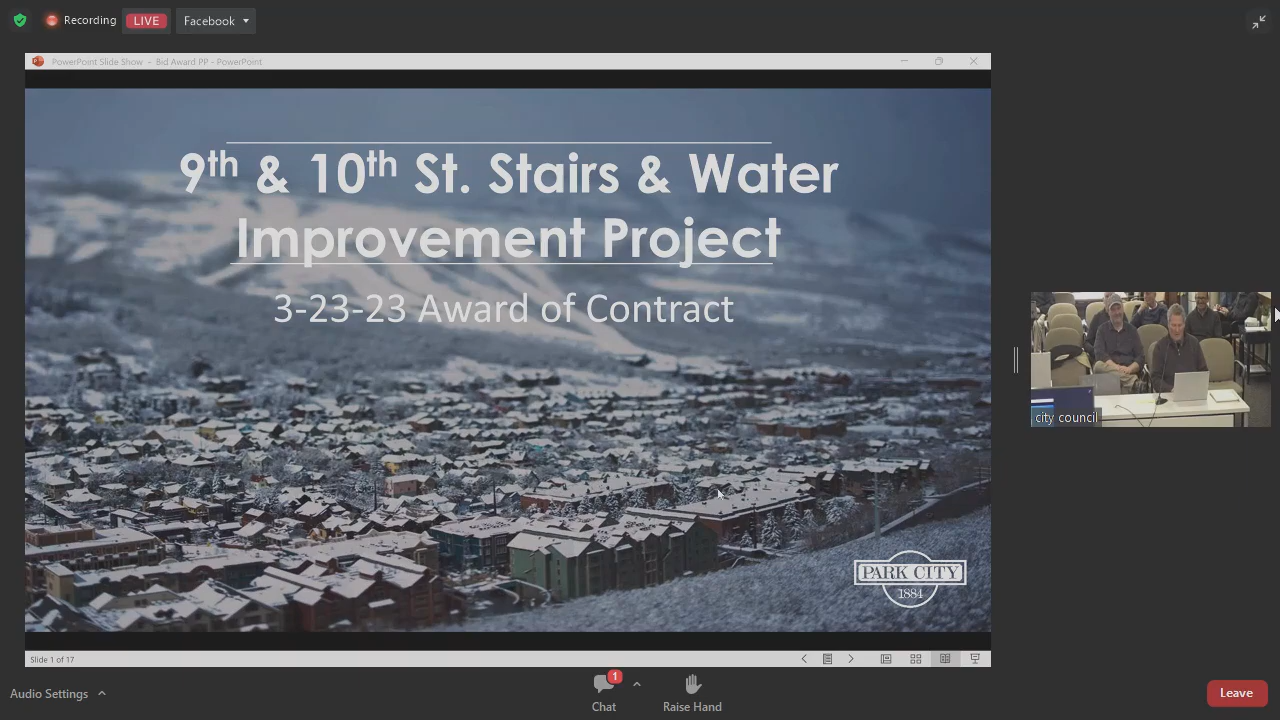 Recording
LIVE
Facebook
PowerPoint Slide Show - Bid Award PP - PowerPoint
9th & 10th St. Stairs & Water
Improvement Project
3-23-23 Award of Contract
PARK CITY
1884
city council
Slide 1 of 17
Audio Settings
1
Chat
Raise Hand
Leave